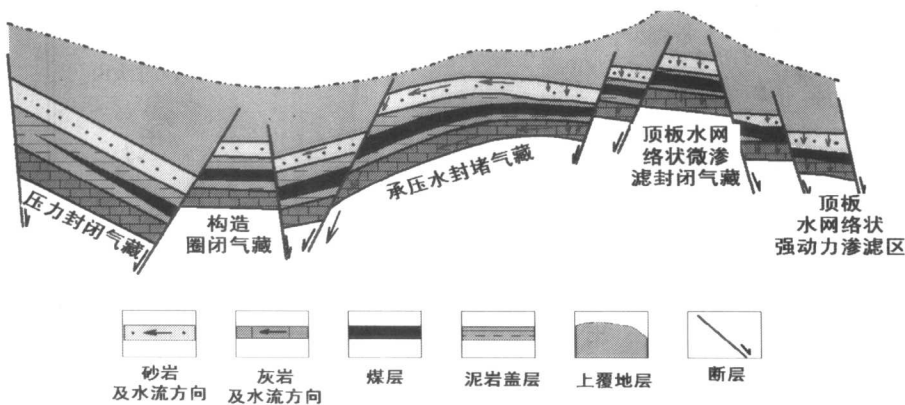 压力封闭气藏
构造
圈闭气藏
承压水封堵气藏
顶板水网
络状微渗
滤封闭气藏
顶板
水网络状
强动力渗滤区
砂岩
及水流方向
灰岩
及水流方向
煤层
泥岩盖层
上覆地层
断层